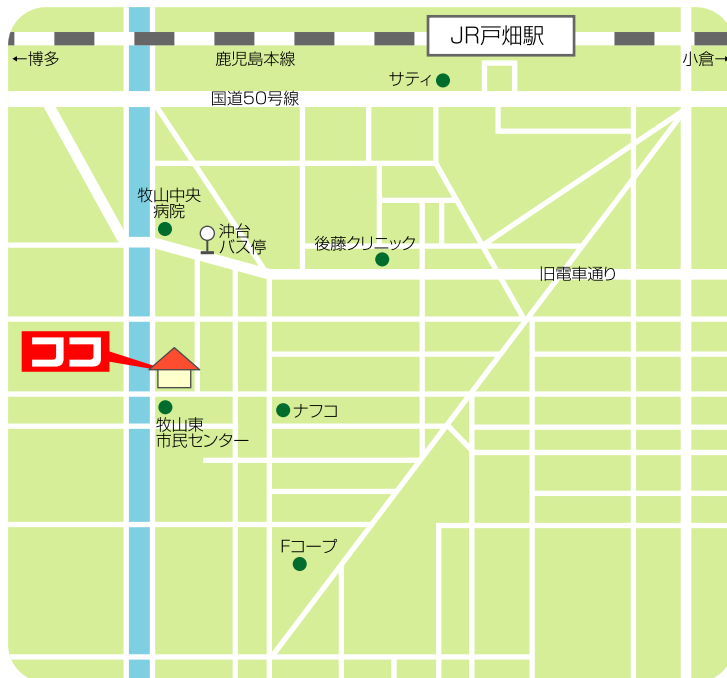 JR戸畑駅
←博多
鹿児島本線
小倉→
サティ
国道50号線
牧山中央
病院
沖台
バス停
後藤クリニック
旧電車通り
ココ
ナフコ
牧山東
市民センター
Fコープ